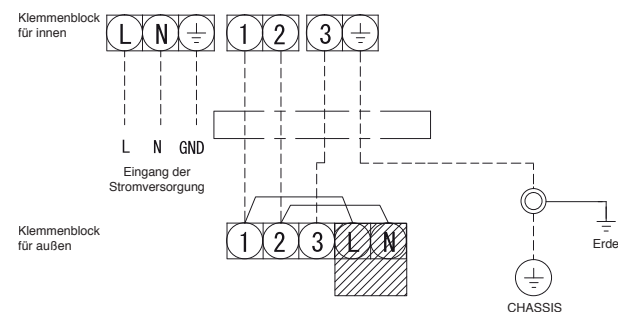 Klemmenblock
für innen
L N 1 2 3
L N GND
Eingang der
Stromversorgung
Klemmenblock
für außen
1 2 3 L N
Erde
CHASSIS